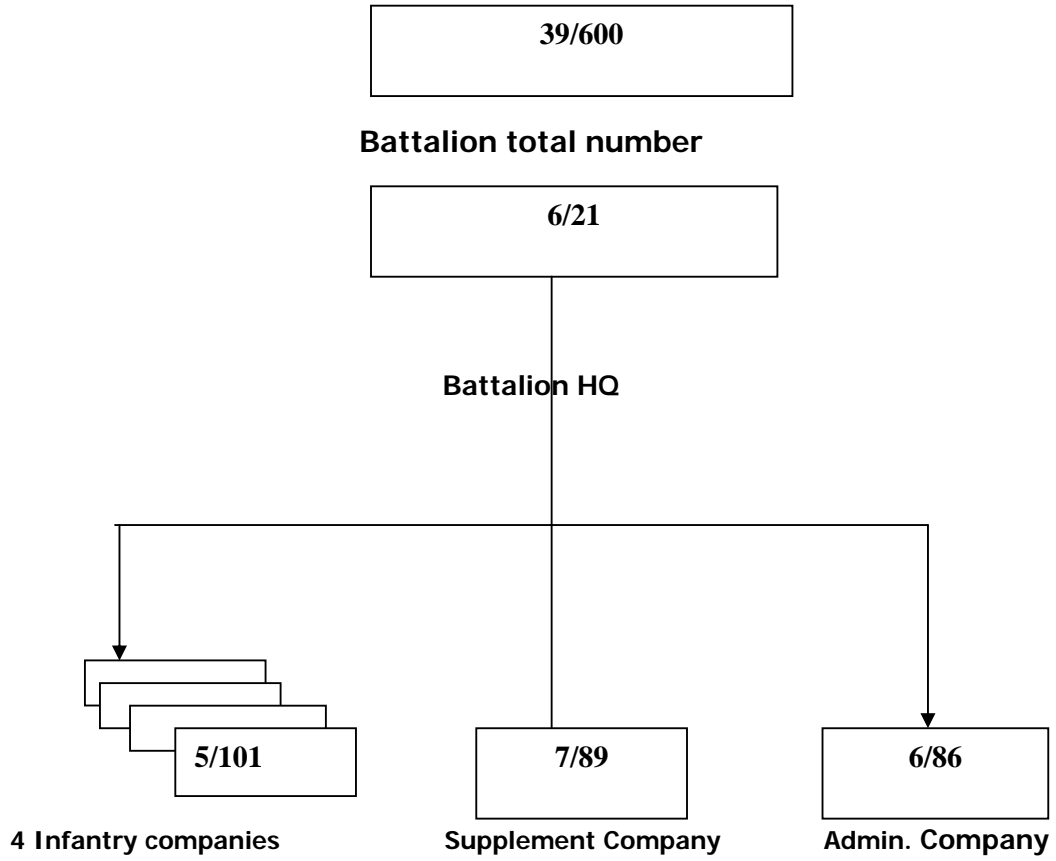 39/600
Battalion total number
6/21
Battalion HQ
5/101
7/89
6/86
4 Infantry companies
Supplement Company
Admin. Company